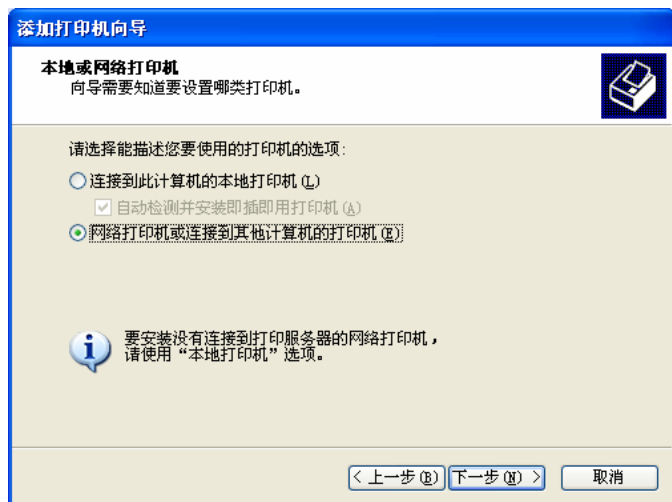 添加打印机向导
本地或网络打印机
向导需要知道要设置哪类打印机。
请选择能描述您要使用的打印机的选项:
连接到此计算机的本地打印机(L)
自动检测并安装即插即用打印机(A)
网络打印机或连接到其他计算机的打印机(E)
要安装没有连接到打印服务器的网络打印机，
请使用“本地打印机”选项。
< 上一步(B) 下一步(N) > 取消